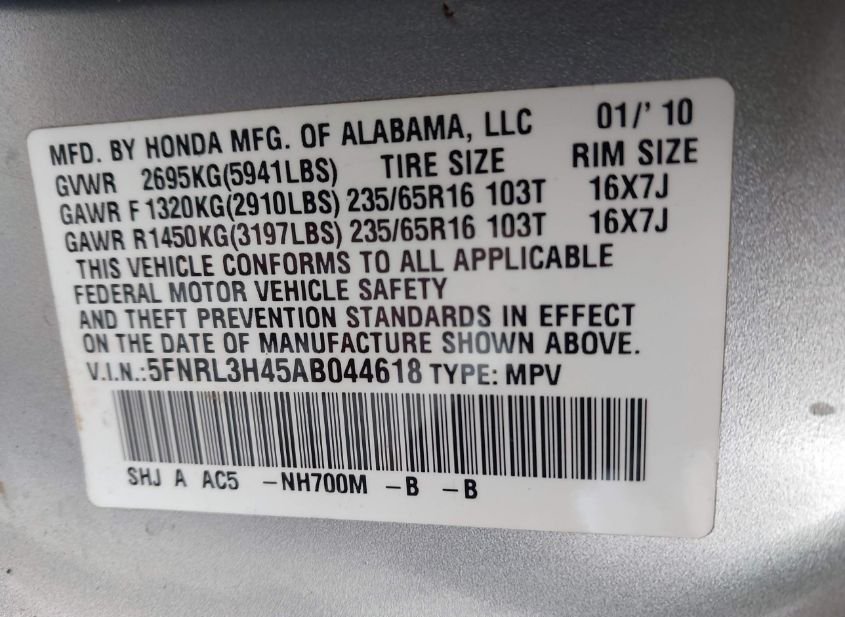 MFD. BY HONDA MFG. OF ALABAMA, LLC 01/' 10
GVWR 2695KG(5941LBS) TIRE SIZE RIM SIZE
GAWR F 1320KG(2910LBS) 235/65R16 103T 16X7J
GAWR R1450KG(3197LBS) 235/65R16 103T 16X7J
THIS VEHICLE CONFORMS TO ALL APPLICABLE
FEDERAL MOTOR VEHICLE SAFETY
AND THEFT PREVENTION STANDARDS IN EFFECT
ON THE DATE OF MANUFACTURE SHOWN ABOVE.
V.I.N.:5FNRL3H45AB044618 TYPE: MPV
SHJ A AC5 -NH700M -B -B